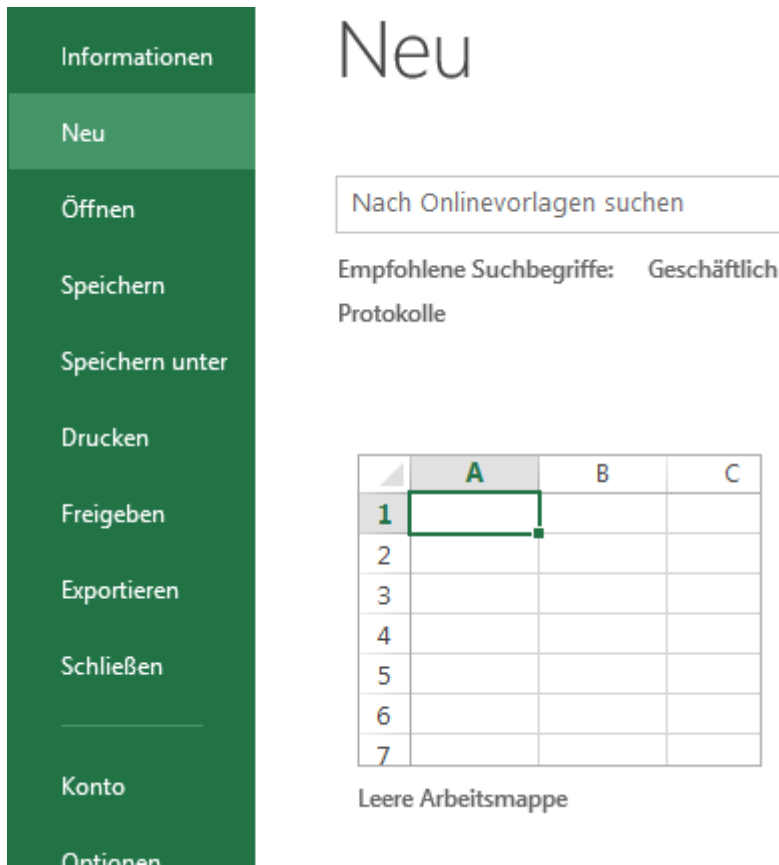 Informationen
Neu
Öffnen
Speichern
Speichern unter
Drucken
Freigeben
Exportieren
Schließen
Konto
Optionen
Neu
Nach Onlinevorlagen suchen
Empfohlene Suchbegriffe: Geschäftlich
Protokolle
A B C
1
2
3
4
5
6
7
Leere Arbeitsmappe